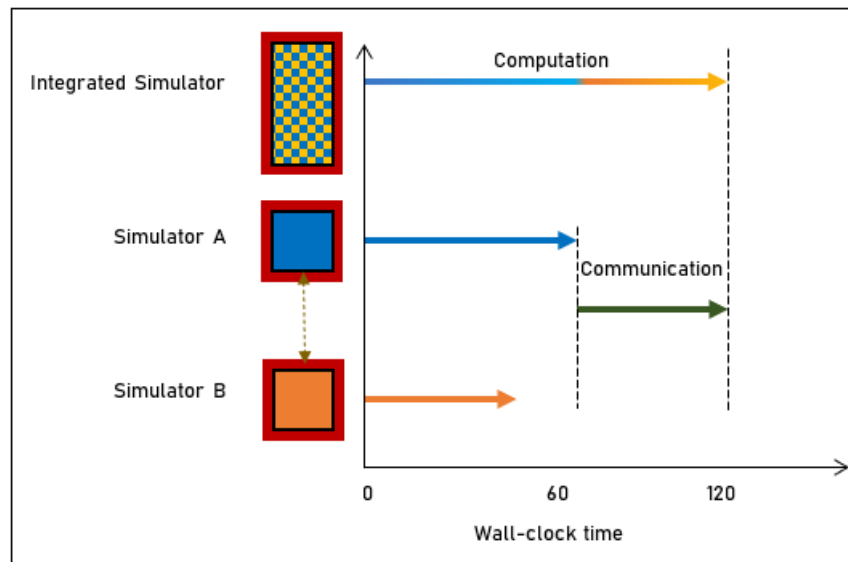 Computation
Integrated Simulator
Simulator A
Communication
Simulator B
0
60
120
Wall-clock time